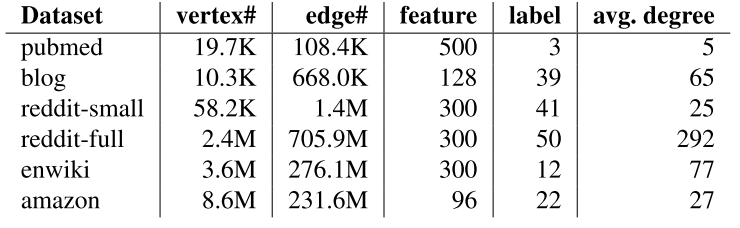 Dataset vertex# edge# feature label avg. degree
pubmed 19.7K 108.4K 500 3 5
blog 10.3K 668.0K 128 39 65
reddit-small 58.2K 1.4M 300 41 25
reddit-full 2.4M 705.9M 300 50 292
enwiki 3.6M 276.1M 300 12 77
amazon 8.6M 231.6M 96 22 27